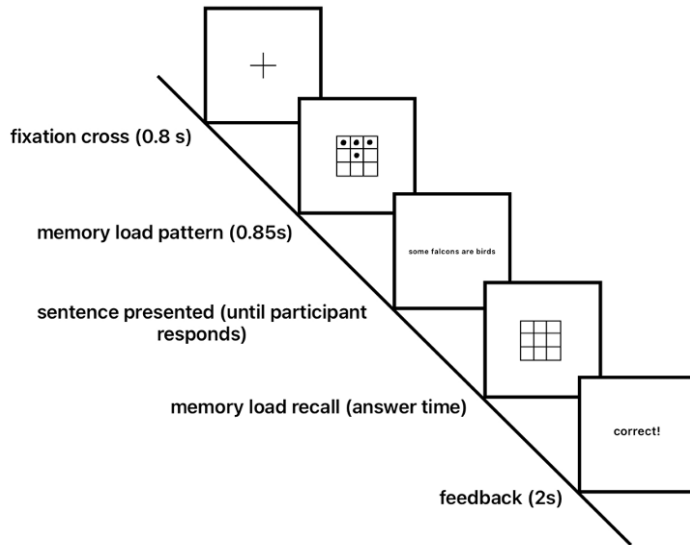 fixation cross (0.8 s)
memory load pattern (0.85s)
some falcons are birds
sentence presented (until participant
responds)
memory load recall (answer time)
correct!
feedback (2s)